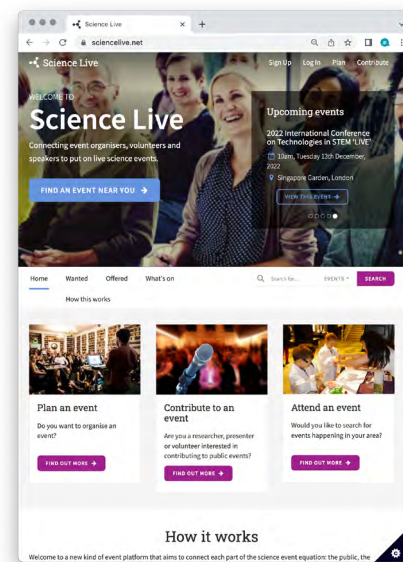 Science Live
sciencelive.net
Science Live
Sign Up Log In Plan Contribute
WELCOME TO
Science Live
Connecting event organisers, volunteers and
speakers to put on live science events.
FIND AN EVENT NEAR YOU →
Upcoming events
2022 International Conference
on Technologies in STEM 'LIVE'
10am, Tuesday 13th December,
2022
Singapore Garden, London
VIEW THIS EVENT →
Home Wanted Offered What's on
How this works
Search for... EVENTS SEARCH
Plan an event
Do you want to organise an
event?
FIND OUT MORE →
Contribute to an
event
Are you a researcher, presenter
or volunteer interested in
contributing to public events?
FIND OUT MORE →
Attend an event
Would you like to search for
events happening in your area?
FIND OUT MORE →
How it works
Welcome to a new kind of event platform that aims to connect each part of the science event equation: the public, the